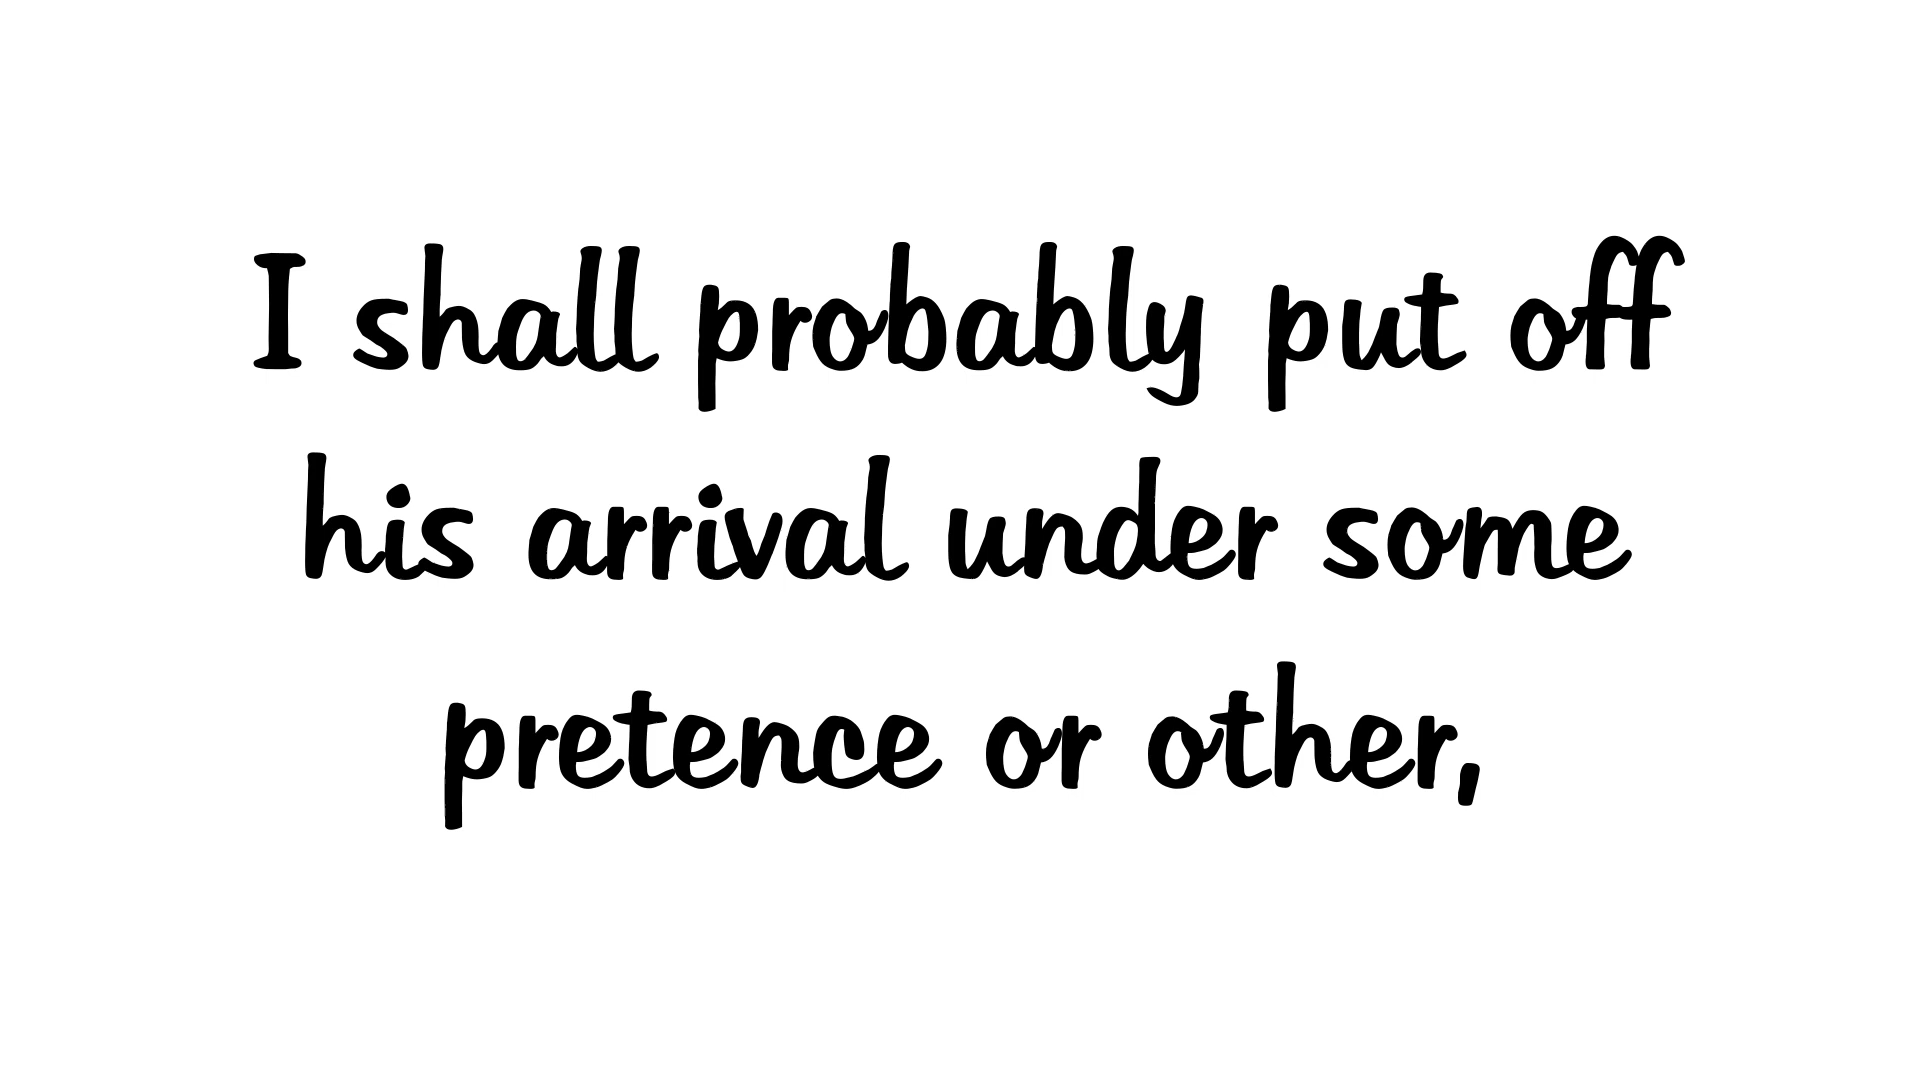 I shall probably put off
his arrival under some
pretence or other,